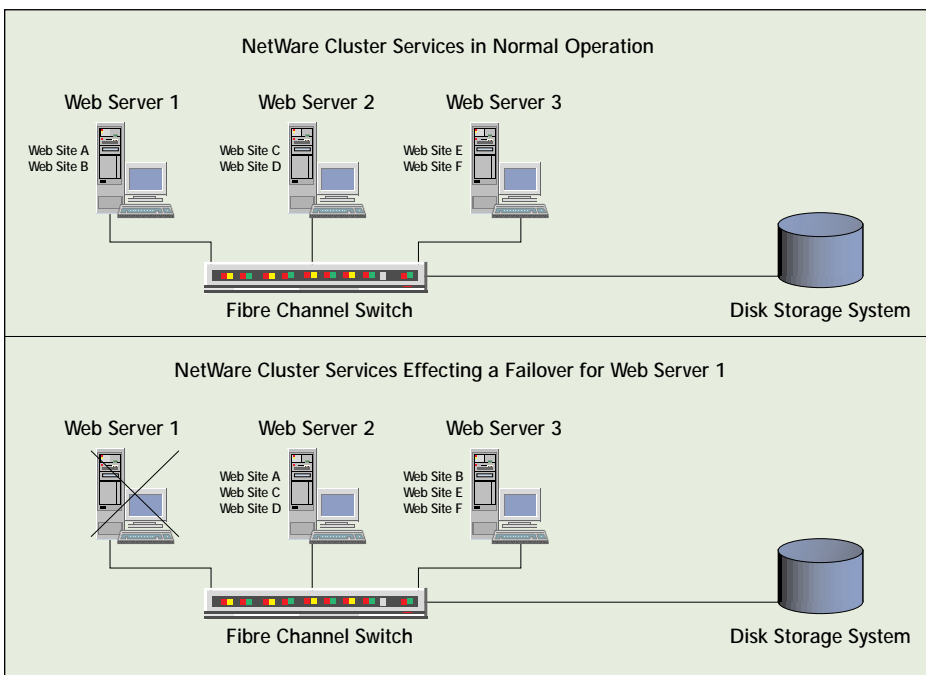 NetWare Cluster Services in Normal Operation
Web Server 1
Web Server 2
Web Server 3
Web Site A
Web Site B
Web Site C
Web Site D
Web Site E
Web Site F
Fibre Channel Switch
Disk Storage System
NetWare Cluster Services Effecting a Failover for Web Server 1
Web Server 1
Web Server 2
Web Server 3
Web Site A
Web Site C
Web Site D
Web Site B
Web Site E
Web Site F
Fibre Channel Switch
Disk Storage System